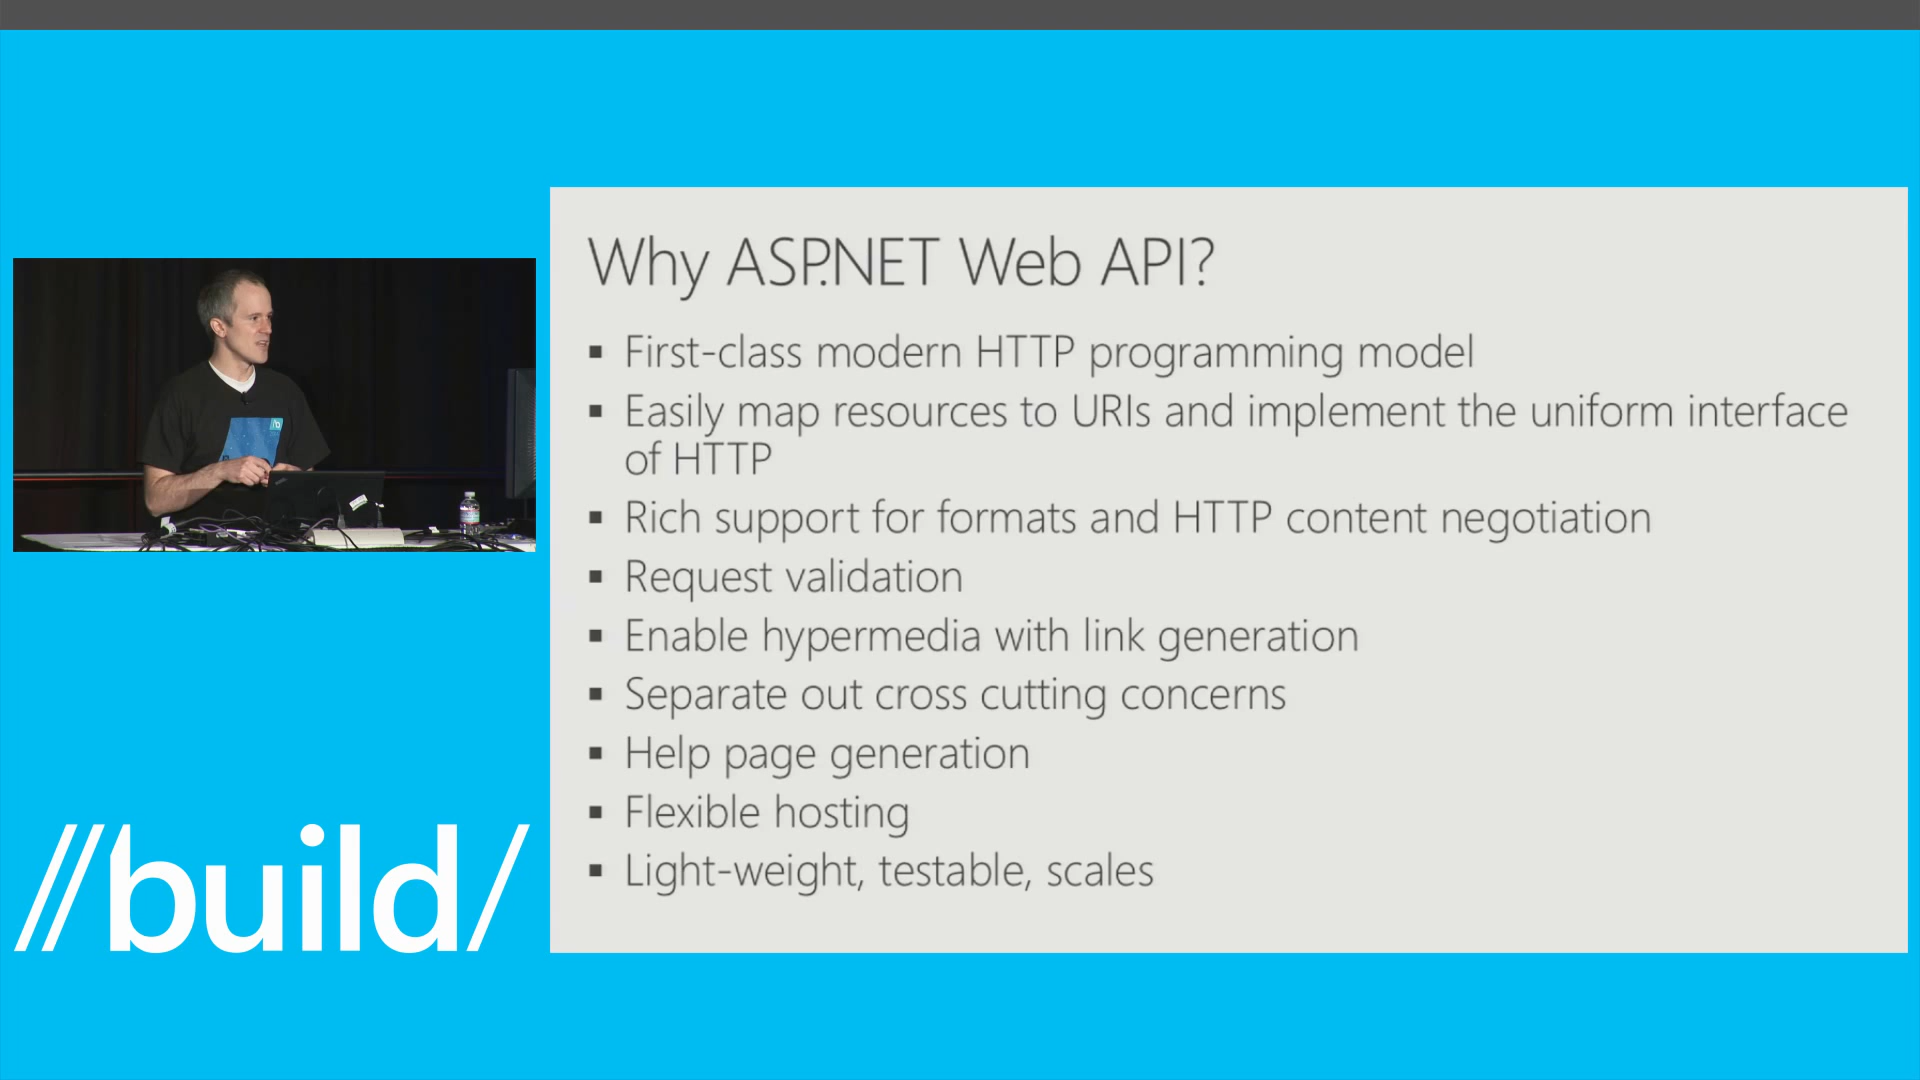 Why ASP.NET Web API?
▪ First-class modern HTTP programming model
▪ Easily map resources to URIs and implement the uniform interface
of HTTP
▪ Rich support for formats and HTTP content negotiation
▪ Request validation
▪ Enable hypermedia with link generation
▪ Separate out cross cutting concerns
▪ Help page generation
▪ Flexible hosting
▪ Light-weight, testable, scales
//build/